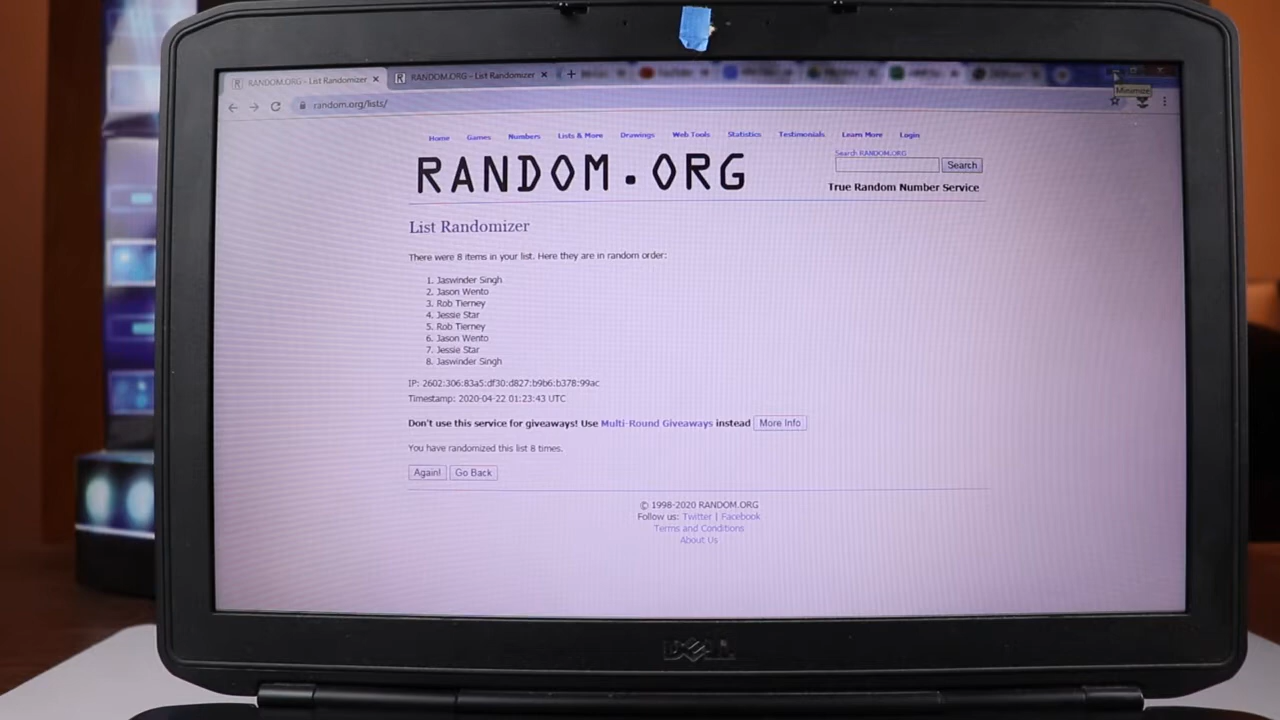 RANDOM.ORG - List Randomizer
RANDOM.ORG - List Randomizer
YouTube
random.org/lists/
Minimize
Home Games Numbers Lists & More Drawings Web Tools Statistics Testimonials Learn More Login
Search RANDOM.ORG
RANDOM.ORG
Search
True Random Number Service
List Randomizer
There were 8 items in your list. Here they are in random order:
1. Jaswinder Singh
2. Jason Wento
3. Rob Tierney
4. Jessie Star
5. Rob Tierney
6. Jason Wento
7. Jessie Star
8. Jaswinder Singh
IP: 2602:306:83a5:df30:d827:b9b6:b378:99ac
Timestamp: 2020-04-22 01:23:43 UTC
Don't use this service for giveaways! Use Multi-Round Giveaways instead More Info
You have randomized this list 8 times.
Again! Go Back
© 1998-2020 RANDOM.ORG
Follow us: Twitter | Facebook
Terms and Conditions
About Us
DELL